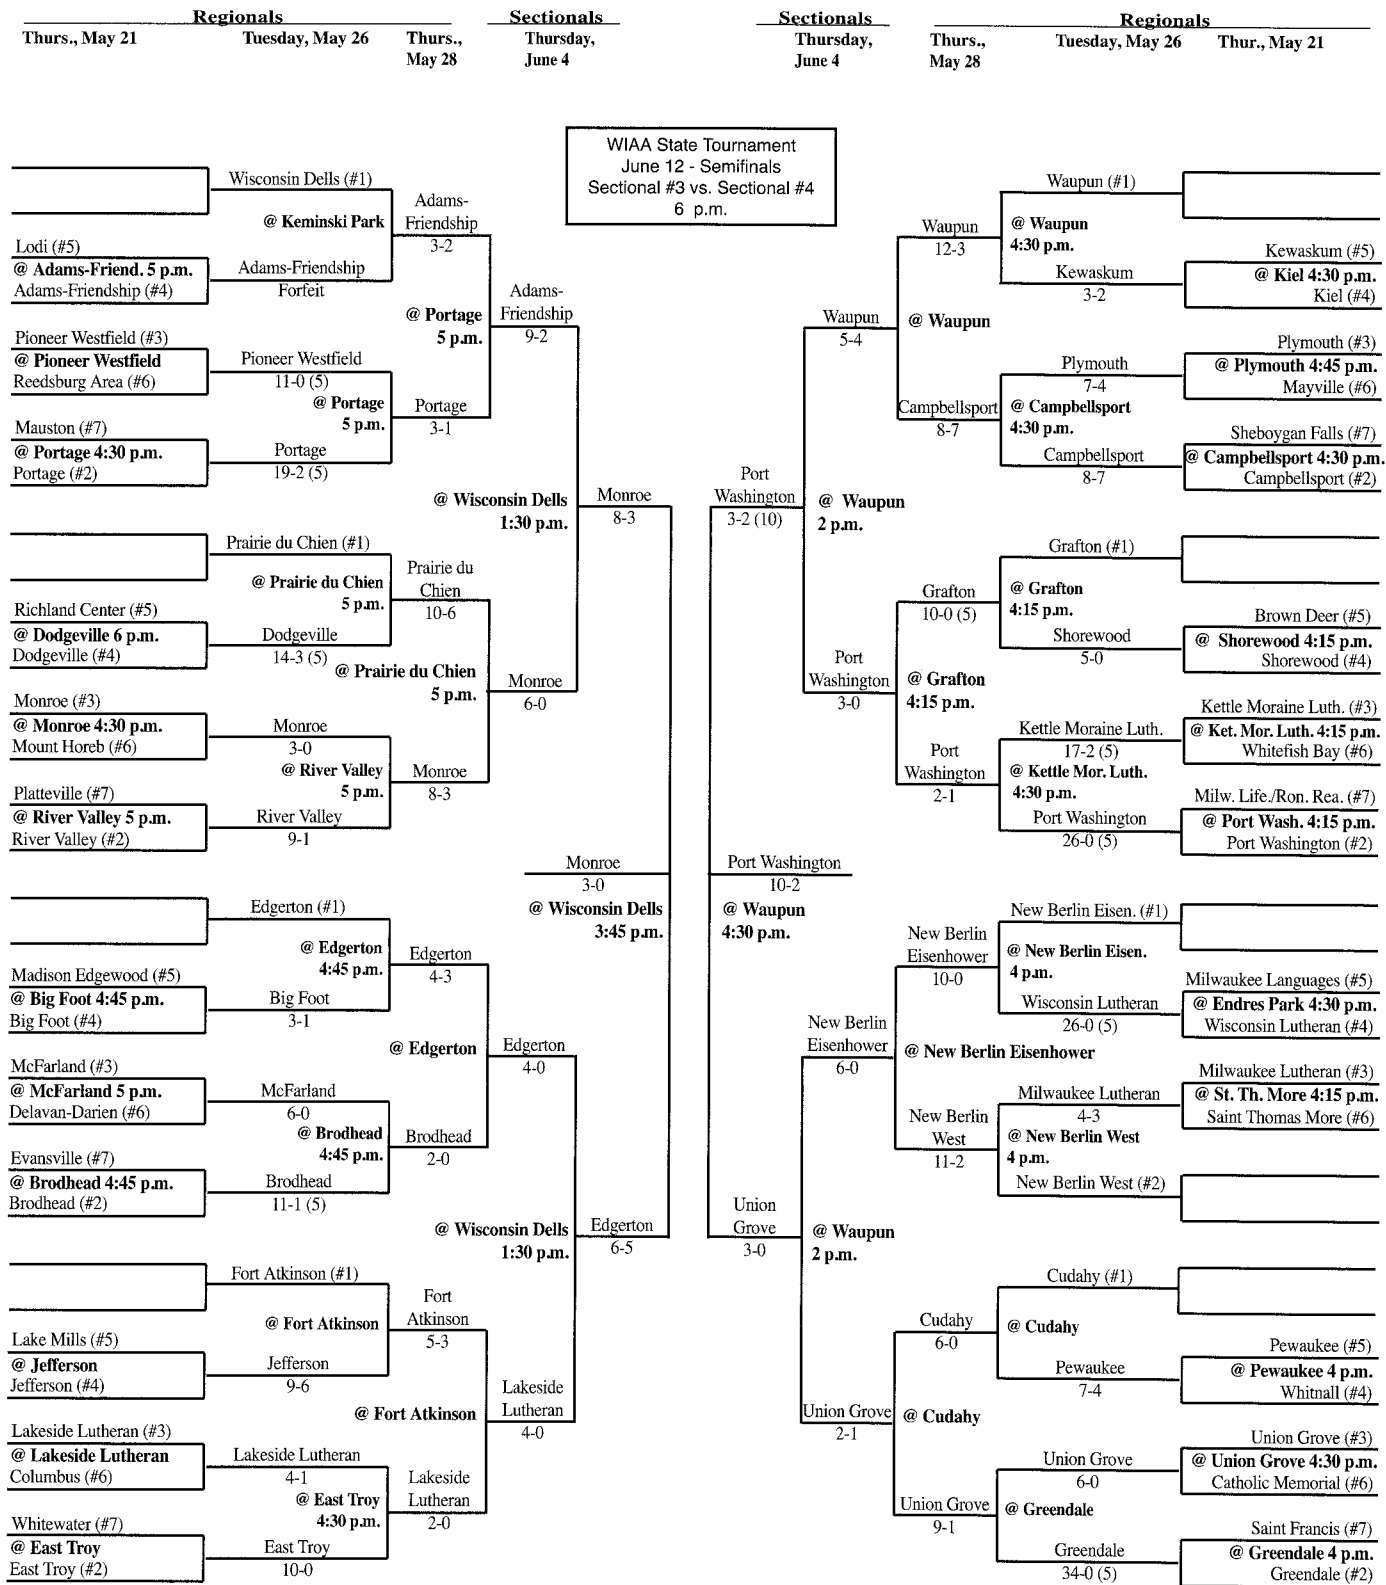 Regionals
Sectionals
Sectionals
Regionals
Thurs., May 21
Tuesday, May 26
Thurs.,
May 28
Thursday,
June 4
Thursday,
June 4
Thurs.,
May 28
Tuesday, May 26
Thur., May 21
WIAA State Tournament
June 12 - Semifinals
Sectional #3 vs. Sectional #4
6 p.m.
Wisconsin Dells (#1)
@ Keminski Park
Adams-
Friendship
3-2
Lodi (#5)
@ Adams-Friend. 5 p.m.
Adams-Friendship (#4)
Adams-Friendship
Forfeit
@ Portage
5 p.m.
Adams-
Friendship
9-2
Pioneer Westfield (#3)
@ Pioneer Westfield
Reedsburg Area (#6)
Pioneer Westfield
11-0 (5)
@ Portage
5 p.m.
Portage
3-1
Mauston (#7)
@ Portage 4:30 p.m.
Portage (#2)
Portage
19-2 (5)
@ Wisconsin Dells
1:30 p.m.
Monroe
8-3
Prairie du Chien (#1)
@ Prairie du Chien
5 p.m.
Prairie du
Chien
10-6
Richland Center (#5)
@ Dodgeville 6 p.m.
Dodgeville (#4)
Dodgeville
14-3 (5)
@ Prairie du Chien
5 p.m.
Monroe
6-0
Monroe (#3)
@ Monroe 4:30 p.m.
Mount Horeb (#6)
Monroe
3-0
@ River Valley
5 p.m.
Monroe
8-3
Platteville (#7)
@ River Valley 5 p.m.
River Valley (#2)
River Valley
9-1
Monroe
3-0
@ Wisconsin Dells
3:45 p.m.
Edgerton (#1)
@ Edgerton
4:45 p.m.
Edgerton
4-3
Madison Edgewood (#5)
@ Big Foot 4:45 p.m.
Big Foot (#4)
Big Foot
3-1
@ Edgerton
Edgerton
4-0
McFarland (#3)
@ McFarland 5 p.m.
Delavan-Darien (#6)
McFarland
6-0
@ Brodhead
4:45 p.m.
Brodhead
2-0
Evansville (#7)
@ Brodhead 4:45 p.m.
Brodhead (#2)
Brodhead
11-1 (5)
@ Wisconsin Dells
1:30 p.m.
Edgerton
6-5
Fort Atkinson (#1)
@ Fort Atkinson
Fort
Atkinson
5-3
Lake Mills (#5)
@ Jefferson
Jefferson (#4)
Jefferson
9-6
@ Fort Atkinson
Lakeside
Lutheran
4-0
Lakeside Lutheran (#3)
@ Lakeside Lutheran
Columbus (#6)
Lakeside Lutheran
4-1
@ East Troy
4:30 p.m.
Lakeside
Lutheran
2-0
Whitewater (#7)
@ East Troy
East Troy (#2)
East Troy
10-0
Waupun (#1)
Waupun
12-3
@ Waupun
4:30 p.m.
Kewaskum
3-2
Kewaskum (#5)
@ Kiel 4:30 p.m.
Kiel (#4)
Waupun
5-4
@ Waupun
Plymouth
7-4
Plymouth (#3)
@ Plymouth 4:45 p.m.
Mayville (#6)
Campbellsport
8-7
@ Campbellsport
4:30 p.m.
Campbellsport
8-7
Sheboygan Falls (#7)
@ Campbellsport 4:30 p.m.
Campbellsport (#2)
Port
Washington
3-2 (10)
@ Waupun
2 p.m.
Grafton (#1)
Grafton
10-0 (5)
@ Grafton
4:15 p.m.
Shorewood
5-0
Brown Deer (#5)
@ Shorewood 4:15 p.m.
Shorewood (#4)
Port
Washington
3-0
@ Grafton
4:15 p.m.
Kettle Moraine Luth.
17-2 (5)
Kettle Moraine Luth. (#3)
@ Ket. Mor. Luth. 4:15 p.m.
Whitefish Bay (#6)
Port
Washington
2-1
@ Kettle Mor. Luth.
4:30 p.m.
Port Washington
26-0 (5)
Milw. Life./Ron. Rea. (#7)
@ Port Wash. 4:15 p.m.
Port Washington (#2)
Port Washington
10-2
@ Waupun
4:30 p.m.
New Berlin Eisen. (#1)
New Berlin
Eisenhower
10-0
@ New Berlin Eisen.
4 p.m.
Wisconsin Lutheran
26-0 (5)
Milwaukee Languages (#5)
@ Endres Park 4:30 p.m.
Wisconsin Lutheran (#4)
New Berlin
Eisenhower
6-0
@ New Berlin Eisenhower
Milwaukee Lutheran
4-3
Milwaukee Lutheran (#3)
@ St. Th. More 4:15 p.m.
Saint Thomas More (#6)
New Berlin
West
11-2
@ New Berlin West
4 p.m.
New Berlin West (#2)
Union
Grove
3-0
@ Waupun
2 p.m.
Cudahy (#1)
Cudahy
6-0
@ Cudahy
Pewaukee
7-4
Pewaukee (#5)
@ Pewaukee 4 p.m.
Whitnall (#4)
Union Grove
2-1
@ Cudahy
Union Grove
6-0
Union Grove (#3)
@ Union Grove 4:30 p.m.
Catholic Memorial (#6)
Union Grove
9-1
@ Greendale
Greendale
34-0 (5)
Saint Francis (#7)
@ Greendale 4 p.m.
Greendale (#2)